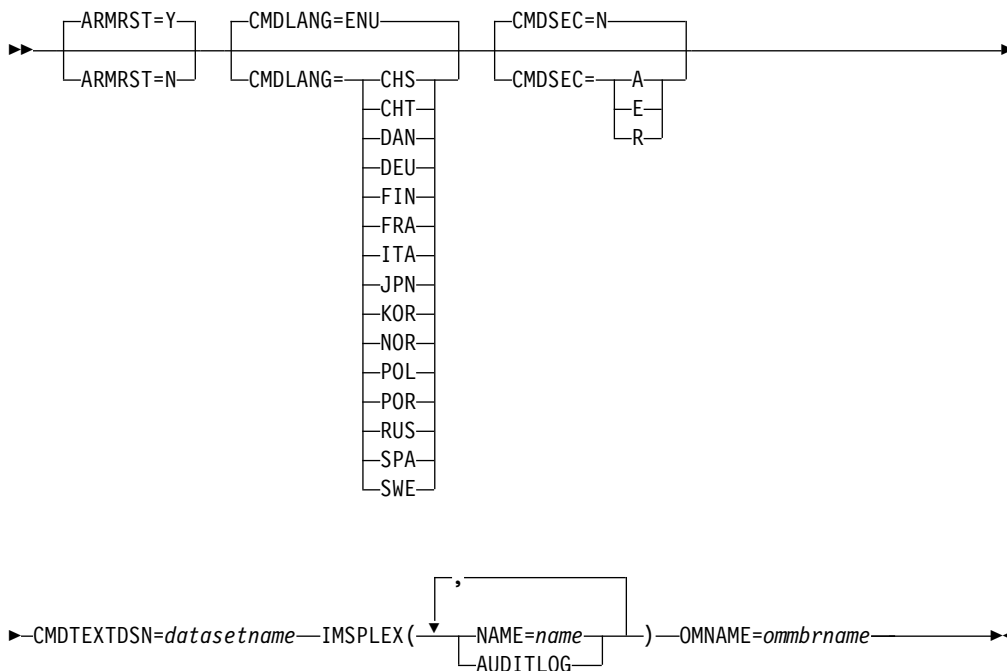 ARMRST=Y CMDLANG=ENU CMDSEC=N
ARMRST=N CMDLANG= CHS CMDSEC= A
CHT E
DAN R
DEU
FIN
FRA
ITA
JPN
KOR
NOR
POL
POR
RUS
SPA
SWE
,
CMDTEXTDSN=datasetname IMSPLEX( NAME=name ) OMNAME=ommbrname
AUDITLOG